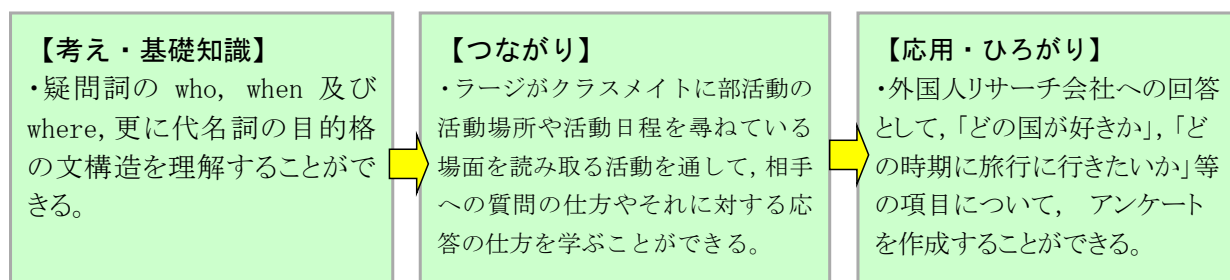 【考え・基礎知識】
・疑問詞の who, when 及び
where, 更に代名詞の目的格
の文構造を理解することがで
きる。
【つながり】
・ラージがクラスメイトに部活動の
活動場所や活動日程を尋ねている
場面を読み取る活動を通して, 相手
への質問の仕方やそれに対する応
答の仕方を学ぶことができる。
【応用・ひろがり】
・外国人リサーチ会社への回答
として,「どの国が好きか」,「ど
の時期に旅行に行きたいか」等
の項目について, アンケート
を作成することができる。